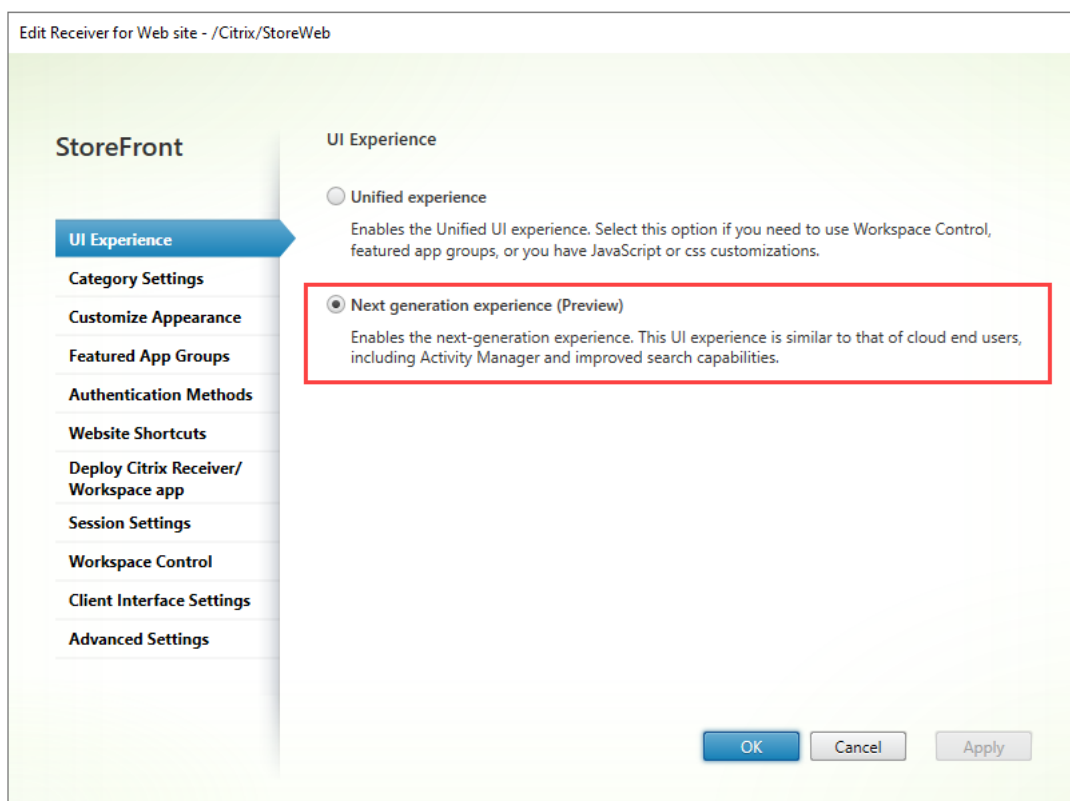 Edit Receiver for Web site - /Citrix/StoreWeb
StoreFront
UI Experience
Category Settings
Customize Appearance
Featured App Groups
Authentication Methods
Website Shortcuts
Deploy Citrix Receiver/
Workspace app
Session Settings
Workspace Control
Client Interface Settings
Advanced Settings
UI Experience
Unified experience
Enables the Unified UI experience. Select this option if you need to use Workspace Control,
featured app groups, or you have JavaScript or css customizations.
Next generation experience (Preview)
Enables the next-generation experience. This UI experience is similar to that of cloud end users,
including Activity Manager and improved search capabilities.
OK
Cancel
Apply